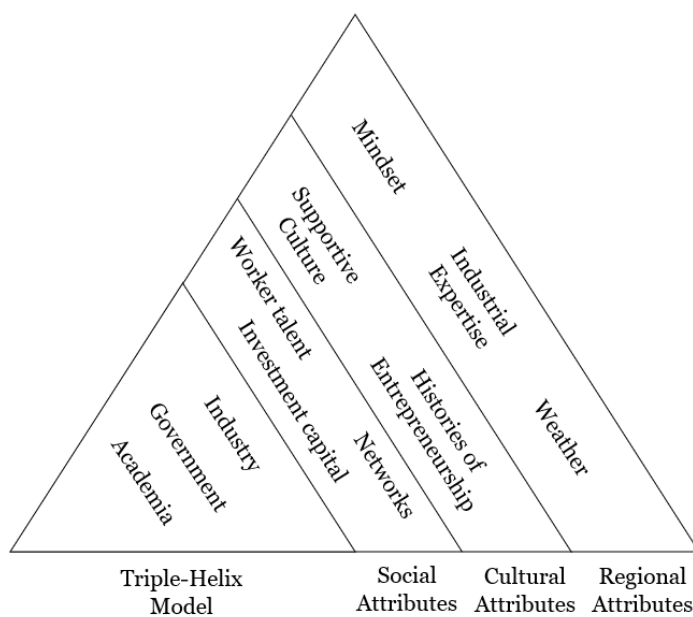 Mindset
Industrial
Expertise
Weather
Supportive
Culture
Histories of
Entrepreneurship
Worker talent
Investment capital
Networks
Industry
Government
Academia
Triple-Helix
Model
Social
Attributes
Cultural
Attributes
Regional
Attributes